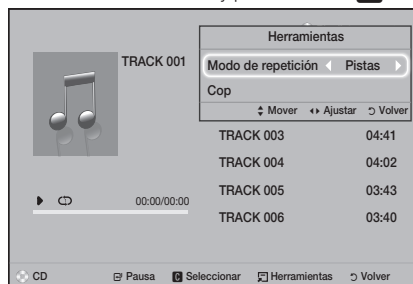 Herramientas
TRACK 001
Modo de repetición Pistas
Cop
Mover Ajustar Volver
TRACK 003 04:41
TRACK 004 04:02
TRACK 005 03:43
00:00/00:00
TRACK 006 03:40
CD Pausa C Seleccionar Herramientas Volver